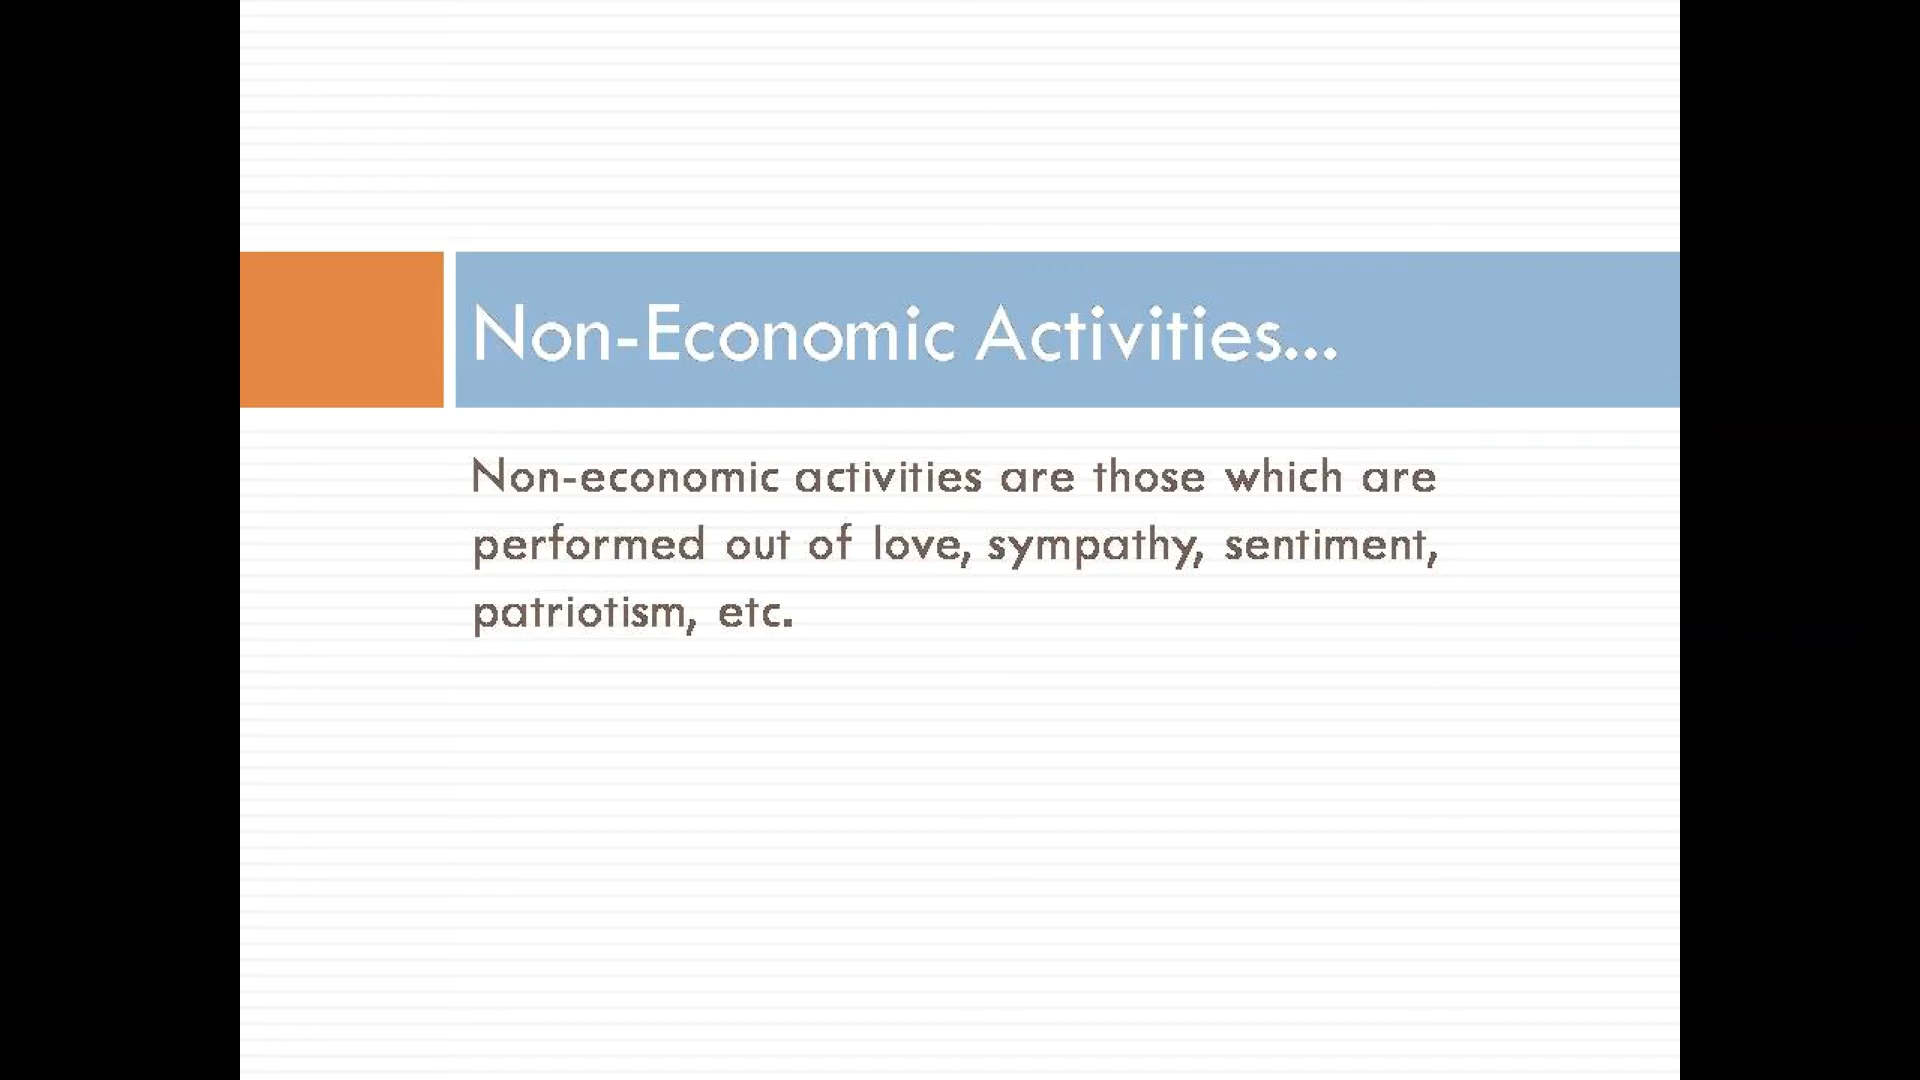 Non-Economic Activities...
Non-economic activities are those which are
performed out of love, sympathy, sentiment,
patriotism, etc.